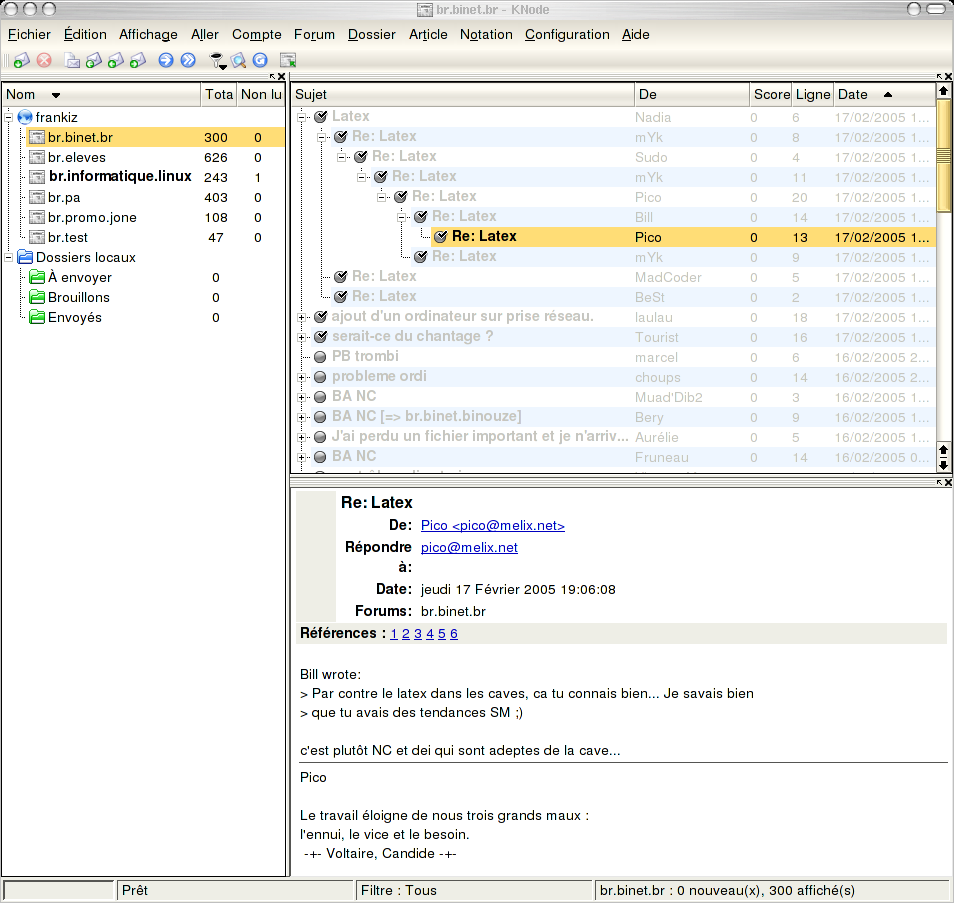 br.binet.br - KNode
Fichier Édition Affichage Aller Compte Forum Dossier Article Notation Configuration Aide
Nom Tota Non lu
frankiz
br.binet.br 300 0
br.eleves 626 0
br.informatique.linux 243 1
br.pa 403 0
br.promo.jone 108 0
br.test 47 0
Dossiers locaux
À envoyer 0
Brouillons 0
Envoyés 0
Sujet De Score Ligne Date
Latex Nadia 0 6 17/02/2005 1...
Re: Latex mYk 0 8 17/02/2005 1...
Re: Latex Sudo 0 4 17/02/2005 1...
Re: Latex mYk 0 11 17/02/2005 1...
Re: Latex Pico 0 20 17/02/2005 1...
Re: Latex Bill 0 14 17/02/2005 1...
Re: Latex Pico 0 13 17/02/2005 1...
Re: Latex mYk 0 9 17/02/2005 1...
Re: Latex MadCoder 0 5 17/02/2005 1...
Re: Latex BeSt 0 2 17/02/2005 1...
ajout d'un ordinateur sur prise réseau. laulau 0 18 17/02/2005 1...
serait-ce du chantage ? Tourist 0 16 17/02/2005 1...
PB trombi marcel 0 6 16/02/2005 2...
probleme ordi choups 0 14 16/02/2005 2...
BA NC Muad'Dib2 0 3 16/02/2005 1...
BA NC [=> br.binet.binouze] Bery 0 9 16/02/2005 1...
J'ai perdu un fichier important et je n'arriv... Aurélie 0 5 16/02/2005 1...
BA NC Fruneau 0 14 16/02/2005 0...
Re: Latex
De: Pico <pico@melix.net>
Répondre pico@melix.net
à:
Date: jeudi 17 Février 2005 19:06:08
Forums: br.binet.br
Références : 1 2 3 4 5 6
Bill wrote:
> Par contre le latex dans les caves, ca tu connais bien... Je savais bien
> que tu avais des tendances SM ;)
c'est plutôt NC et dei qui sont adeptes de la cave...
Pico
Le travail éloigne de nous trois grands maux :
l'ennui, le vice et le besoin.
-+- Voltaire, Candide -+-
Prêt Filtre : Tous br.binet.br : 0 nouveau(x), 300 affiché(s)